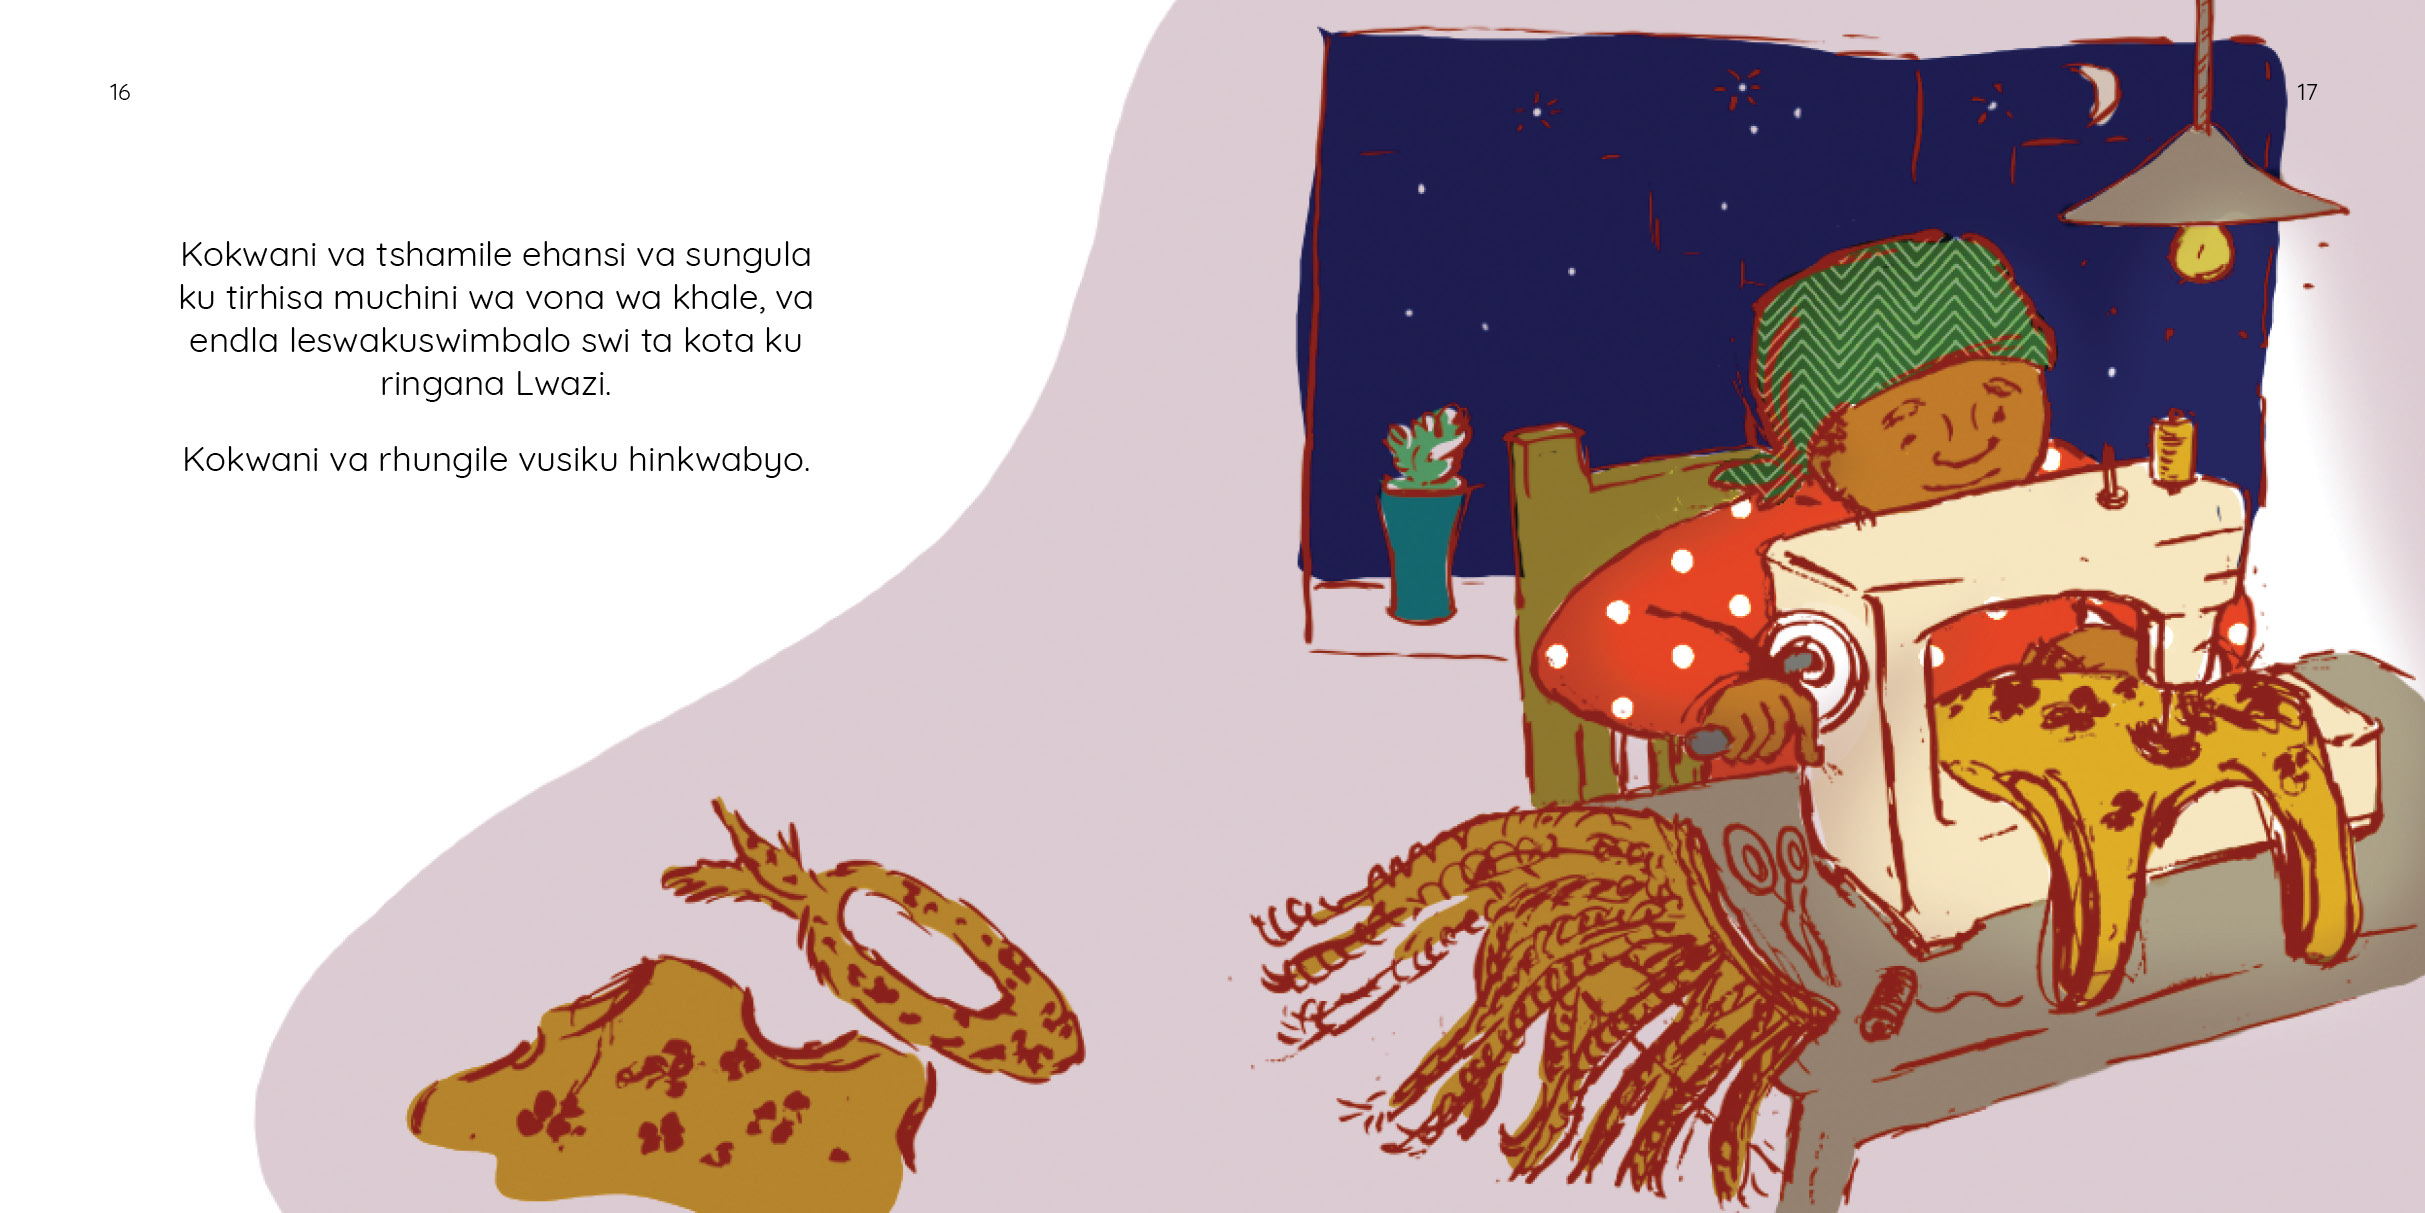 16
Kokwani va tshamile ehansi va sungula
ku tirhisa muchini wa vona wa khale, va
endla leswakuswimbalo swi ta kota ku
ringana Lwazi.
Kokwani va rhungile vusiku hinkwabyo.
17